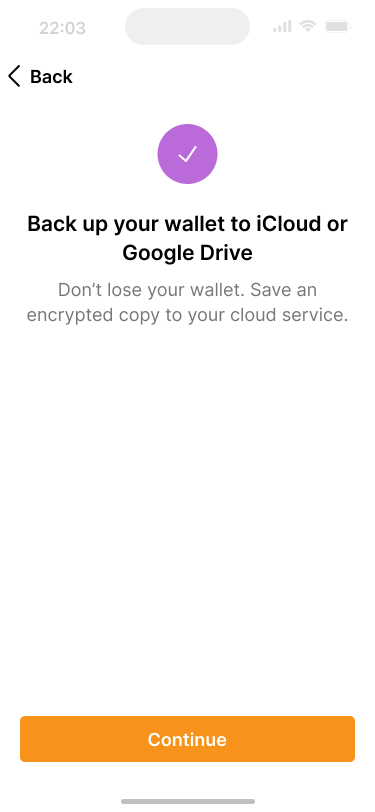 22:03
Back
Back up your wallet to iCloud or
Google Drive
Don’t lose your wallet. Save an
encrypted copy to your cloud service.
Continue